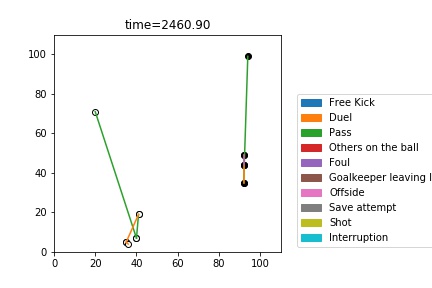 time=2460.90
100
80
60
40
20
0
0 20 40 60 80 100
Free Kick
Duel
Pass
Others on the ball
Foul
Goalkeeper leaving l
Offside
Save attempt
Shot
Interruption